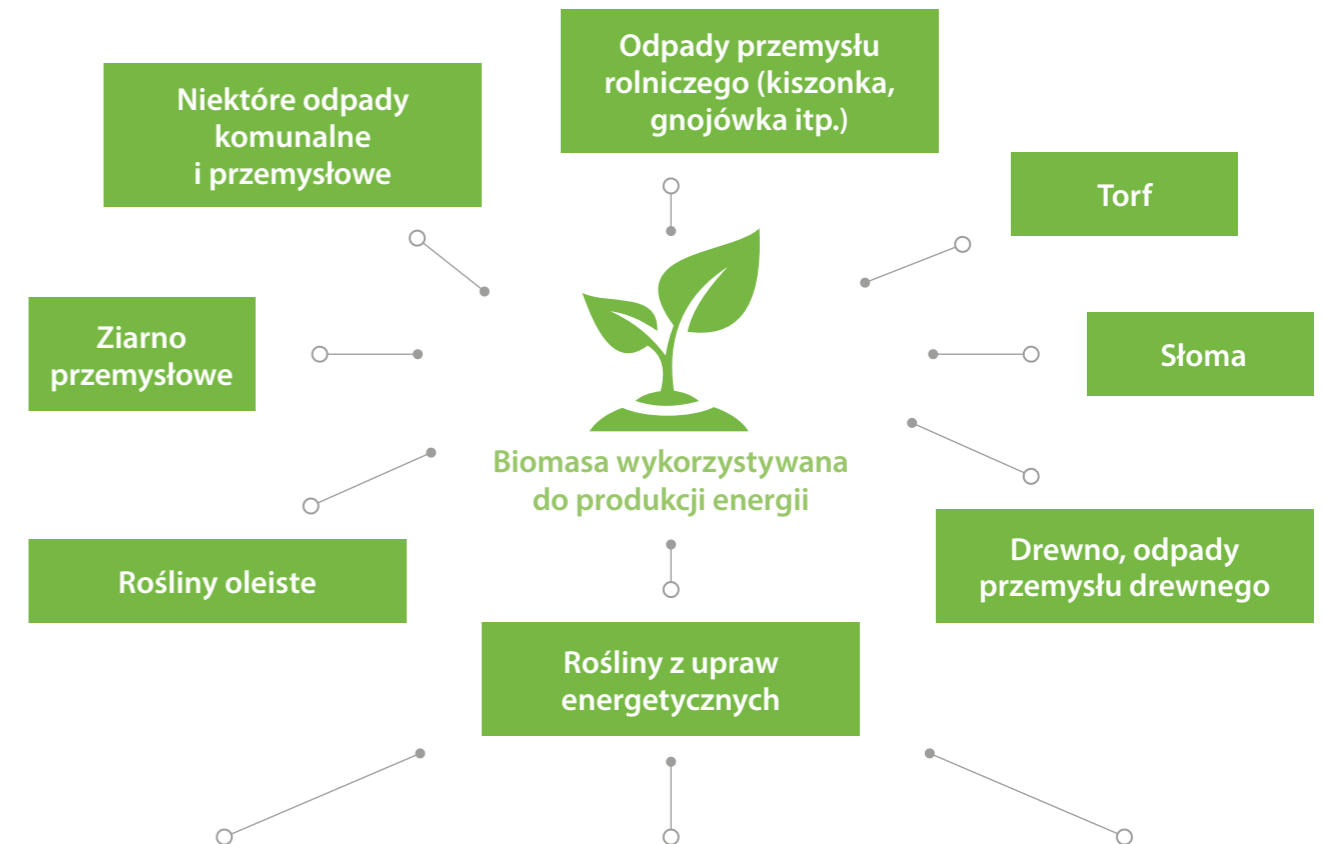 Odpady przemysłu
rolniczego (kiszonka,
gnojówka itp.)
Niektóre odpady
komunalne
i przemysłowe
Torf
Ziarno
przemysłowe
Słoma
Biomasa wykorzystywana
do produkcji energii
Rośliny oleiste
Drewno, odpady
przemysłu drewnego
Rośliny z upraw
energetycznych